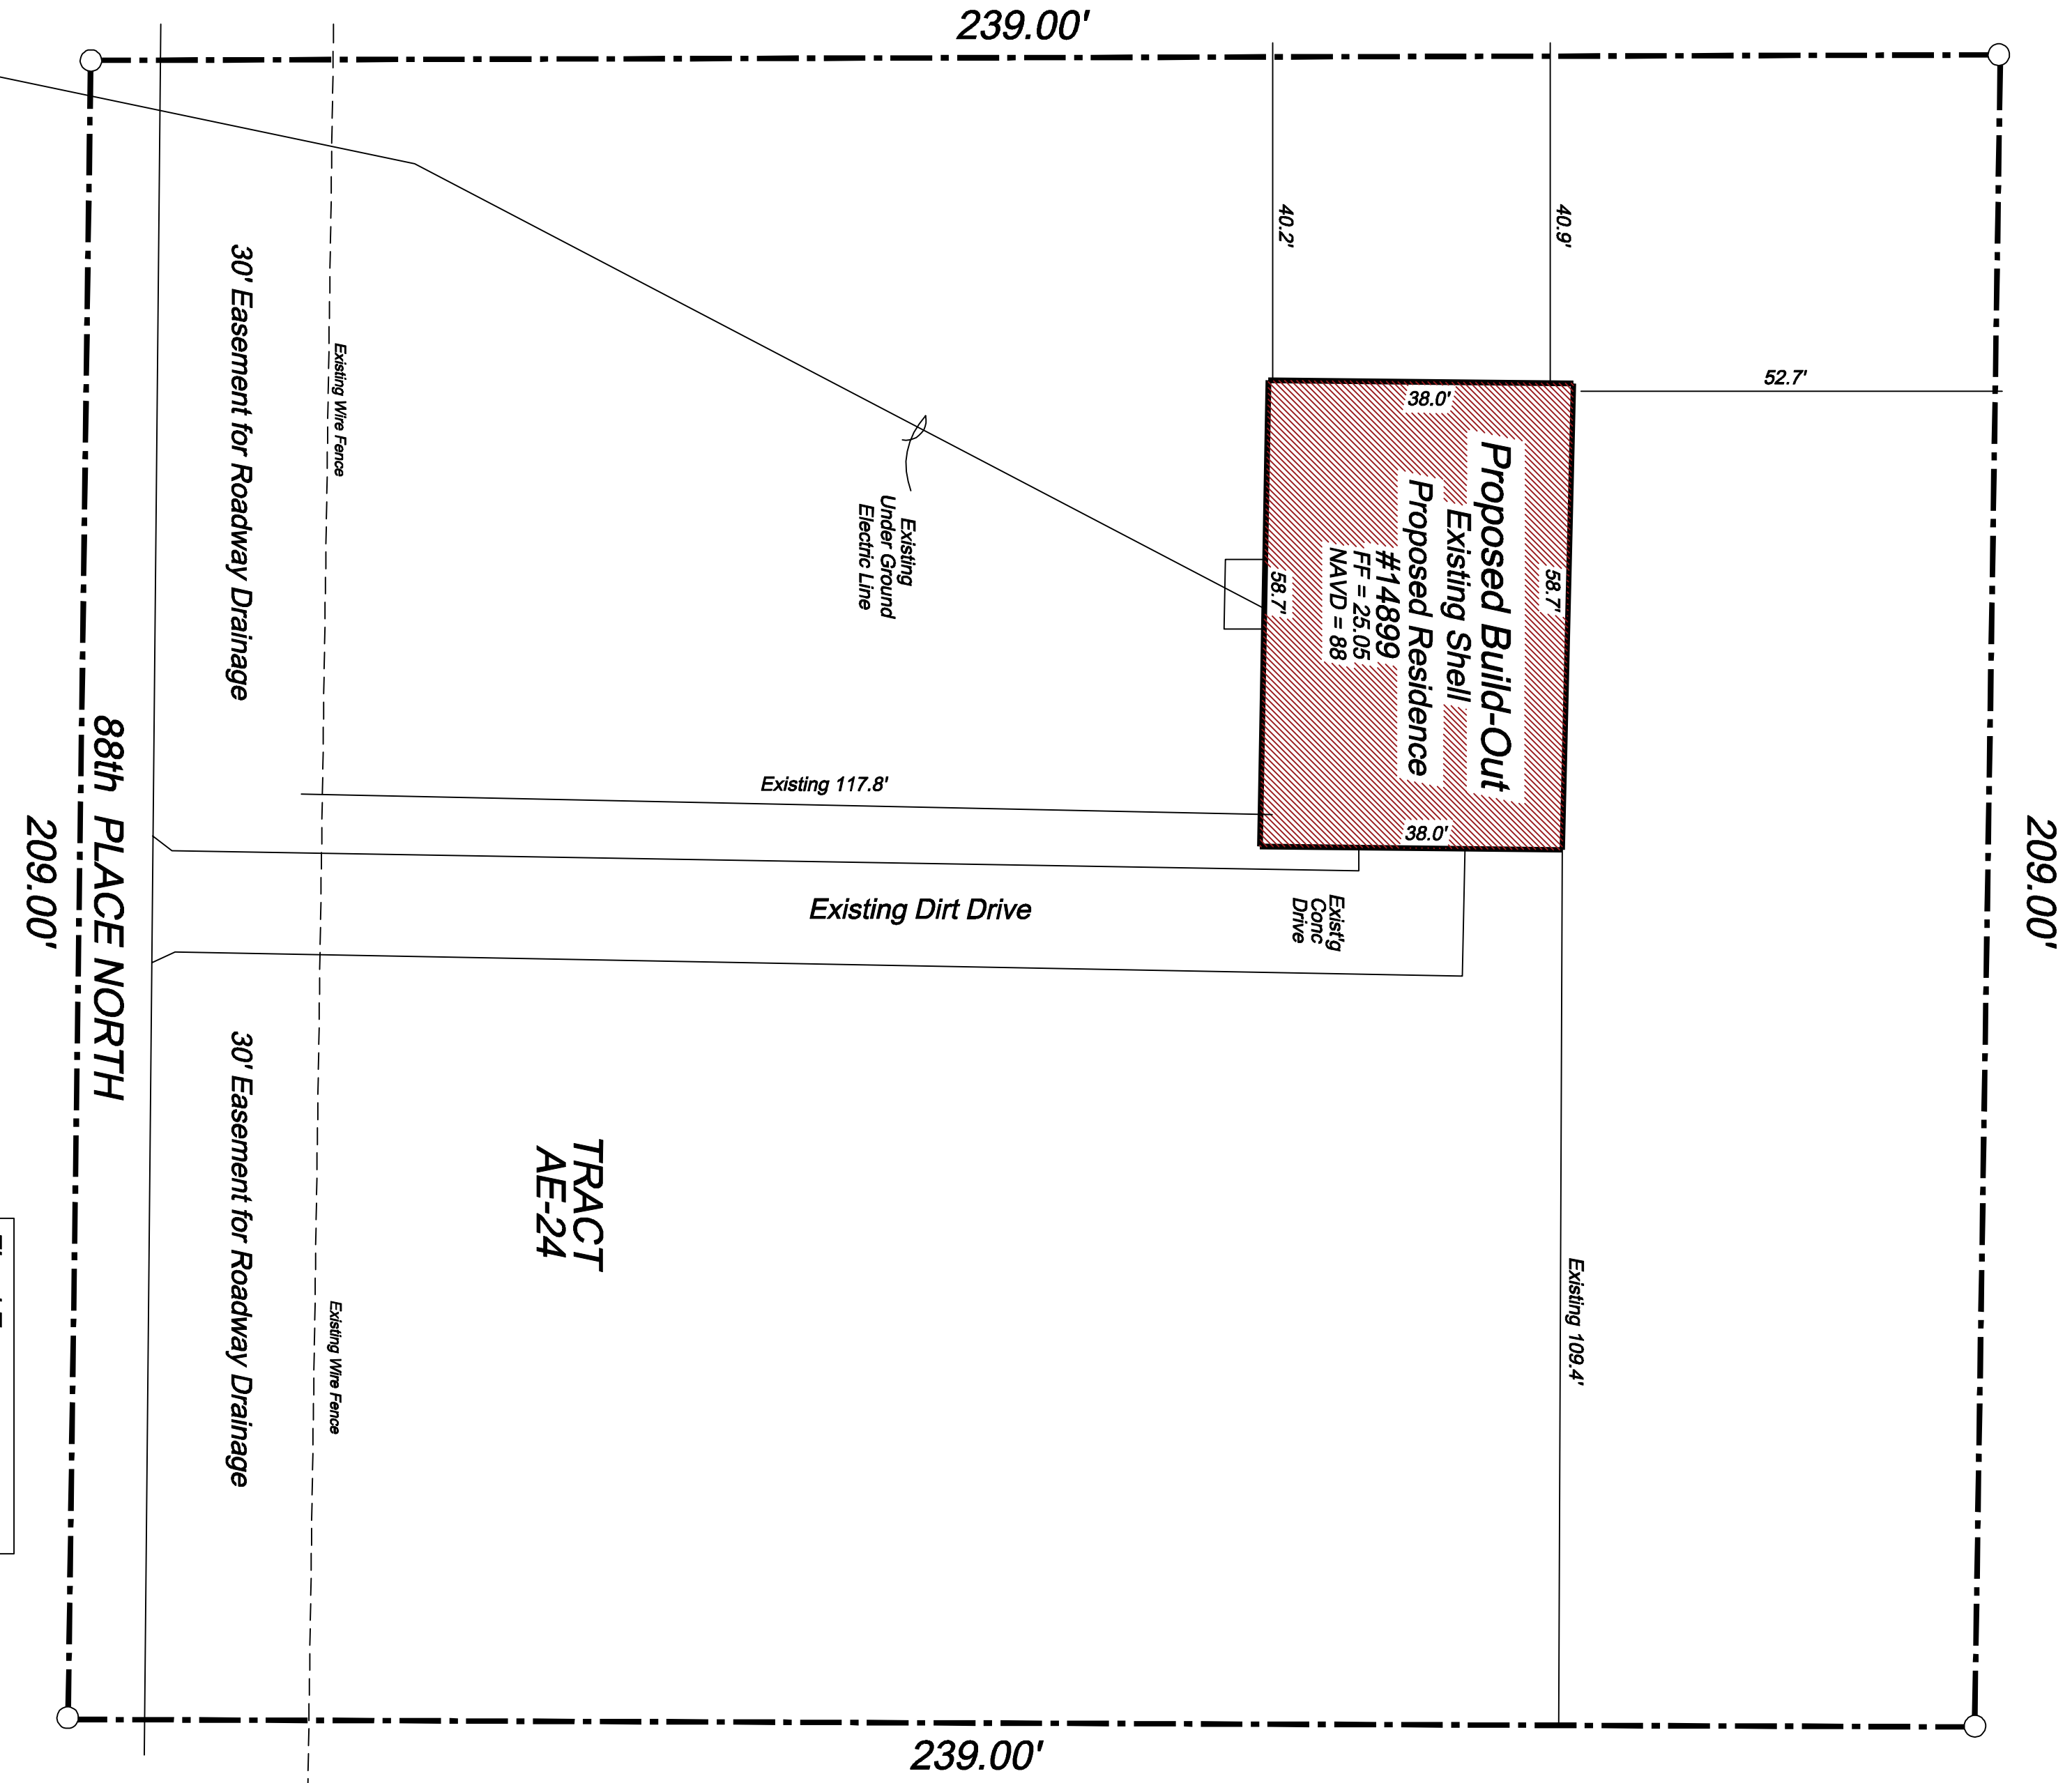 239.00'
40.2'
40.9'
52.7'
38.0'
Proposed Build-Out
Existing Shell
Proposed Residence
#14899
FF = 25.05
NAVD = 88
58.7'
58.7'
38.0'
30' Easement for Roadway Drainage
Existing Wire Fence
Existing
Under Ground
Electric Line
Existing 117.8'
Existing Dirt Drive
Exist'g
Conc
Drive
88th PLACE NORTH
209.00'
209.00'
TRACT
AE-24
30' Easement for Roadway Drainage
Existing Wire Fence
Existing 109.4'
239.00'